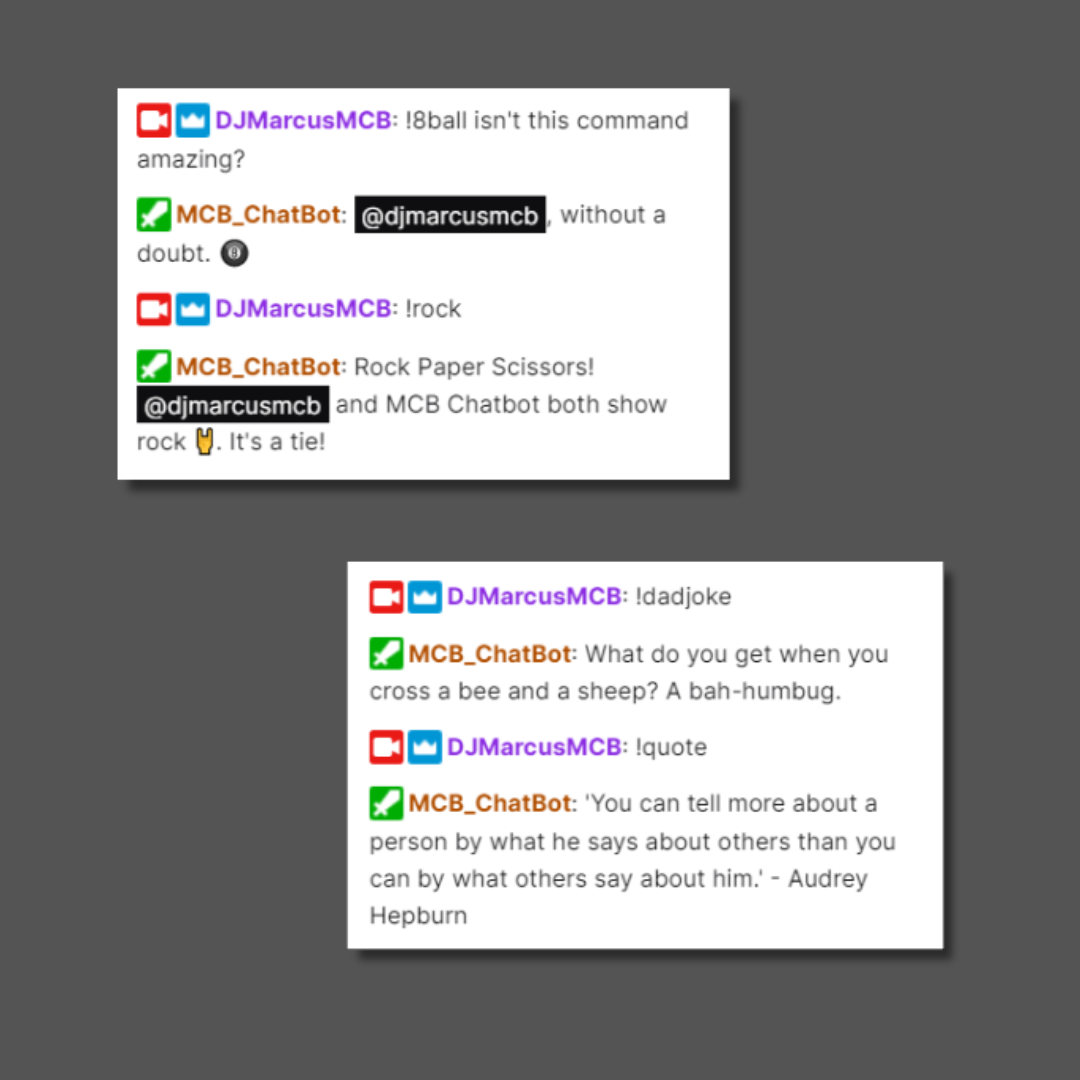 DJMarcusMCB: !8ball isn't this command
amazing?
MCB_ChatBot: @djmarcusmcb, without a
doubt. 🎱
DJMarcusMCB: !rock
MCB_ChatBot: Rock Paper Scissors!
@djmarcusmcb and MCB Chatbot both show
rock 🤘. It's a tie!
DJMarcusMCB: !dadjoke
MCB_ChatBot: What do you get when you
cross a bee and a sheep? A bah-humbug.
DJMarcusMCB: !quote
MCB_ChatBot: 'You can tell more about a
person by what he says about others than you
can by what others say about him.' - Audrey
Hepburn